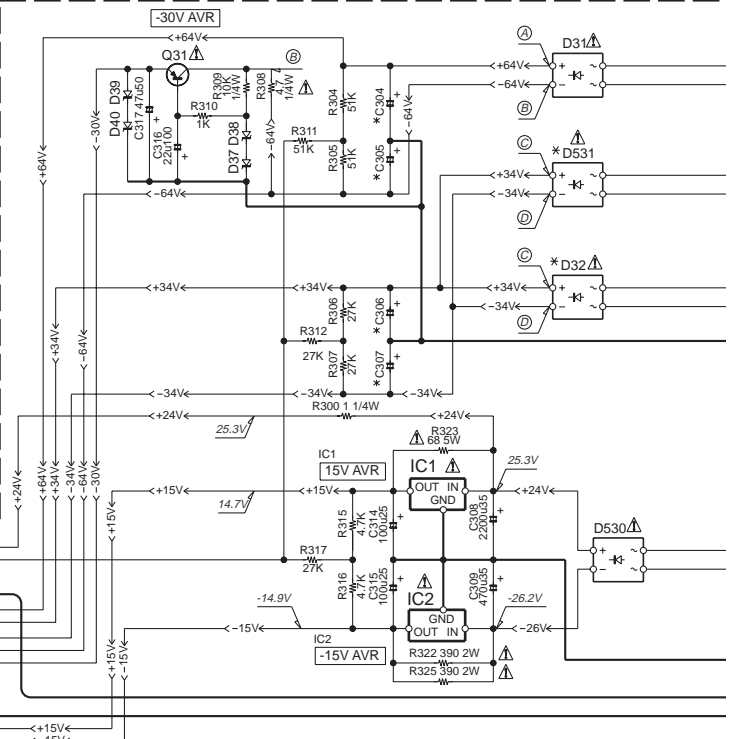 -30V AVR
+64V
Q31
B
A
D31
+64V
-64V
B
+ ~
- ~
D40 D39
C317 47u50
C316
22u100
R310
1K
R309
10K
1/4W
R308
4.7
1/4W
D37 D38
R311
51K
R304
51K
R305
51K
*C304
*C305
-64V
-64V
-30V
+64V
-64V
C
*D531
+34V
-34V
D
+ ~
- ~
C
*D32
+34V
-34V
D
+ ~
- ~
+34V
+34V
+34V
-64V
R306
27K
*C306
R312
27K
R307
27K
*C307
-34V
-34V
-34V
+24V
R300 1 1/4W
+24V
25.3V
R323
68 5W
IC1
15V AVR
IC1
OUT IN
GND
25.3V
+24V
+24V
+64V
+34V
-34V
-64V
-30V
+15V
+15V
14.7V
+15V
R315
4.7K
C314
100u25
C308
2200u35
D530
+ ~
- ~
R317
27K
R316
4.7K
C315
100u25
IC2
GND
OUT IN
C309
470u35
-14.9V
-26.2V
-15V
-26V
IC2
-15V AVR
R322 390 2W
R325 390 2W
+15V
-15V
+15V